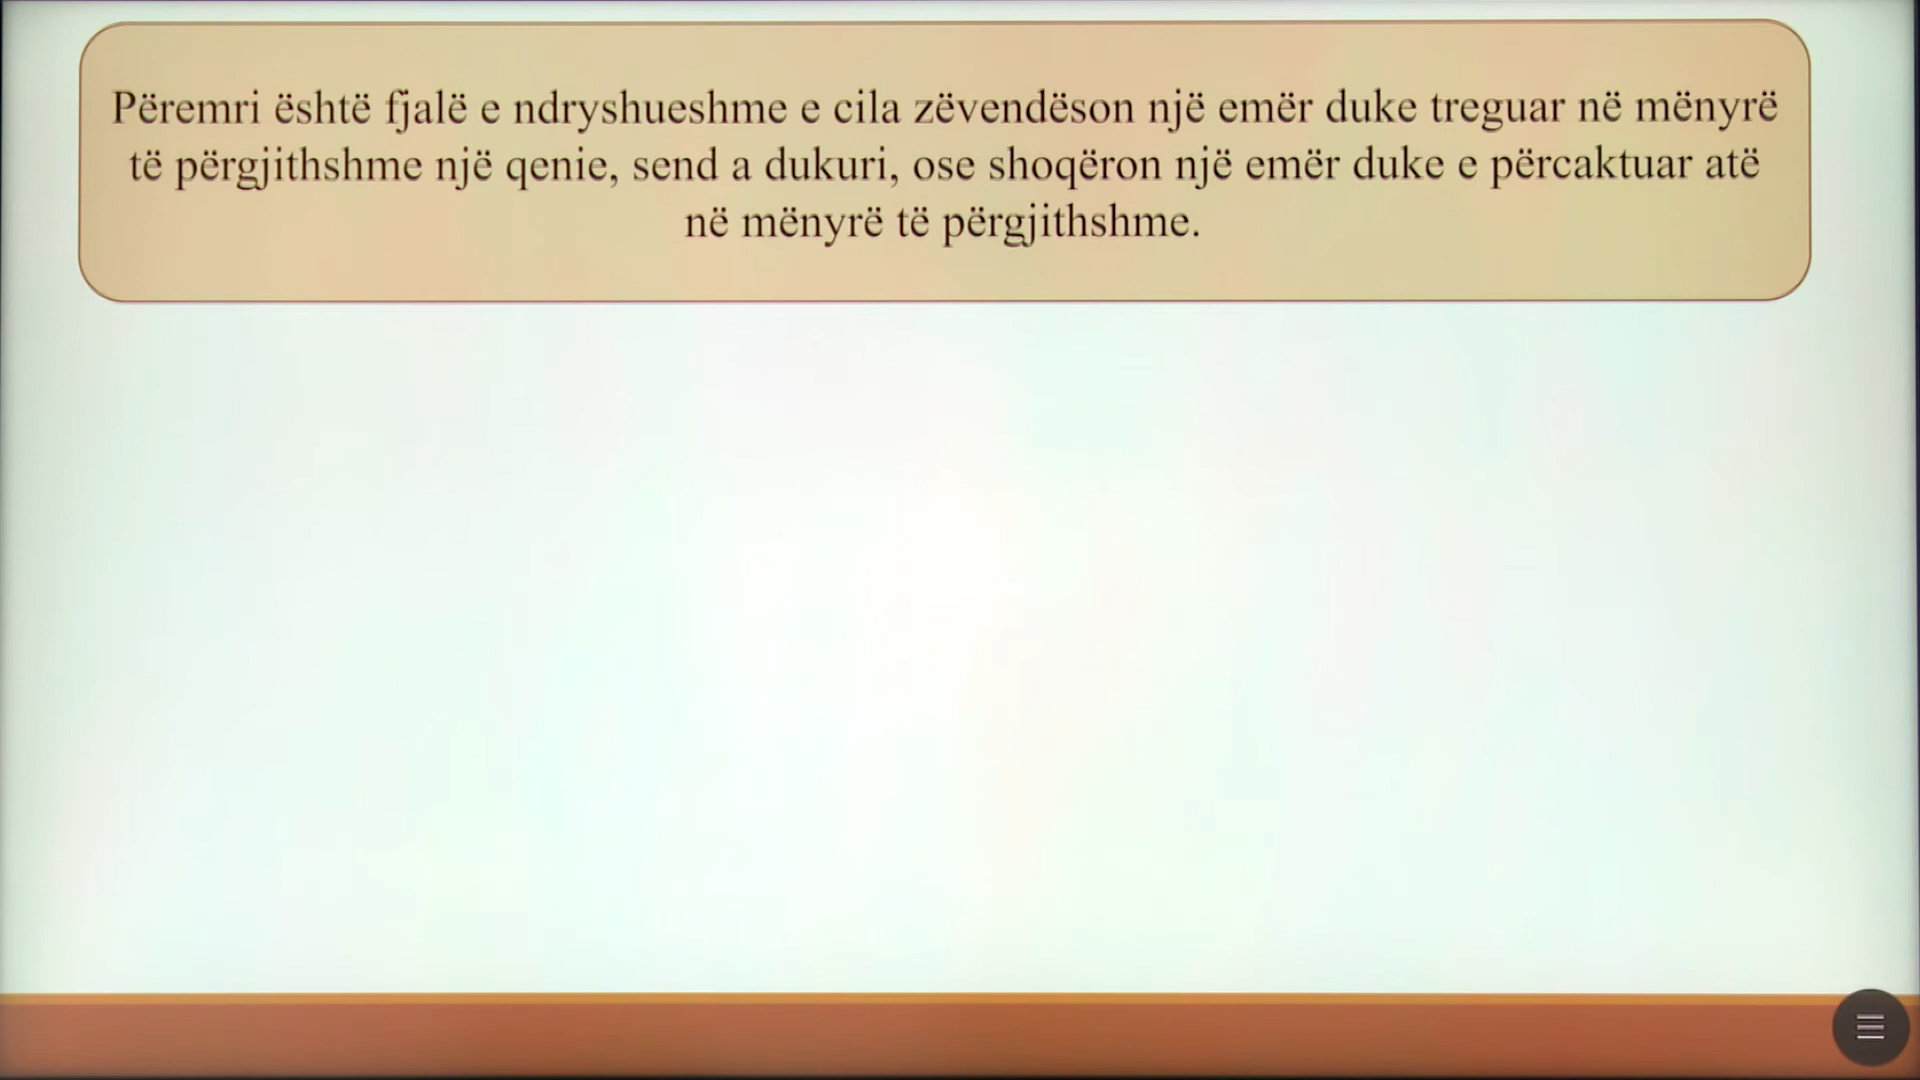 Përemri është fjalë e ndryshueshme e cila zëvendëson një emër duke treguar në mënyrë
të përgjithshme një qenie, send a dukuri, ose shoqëron një emër duke e përcaktuar atë
në mënyrë të përgjithshme.